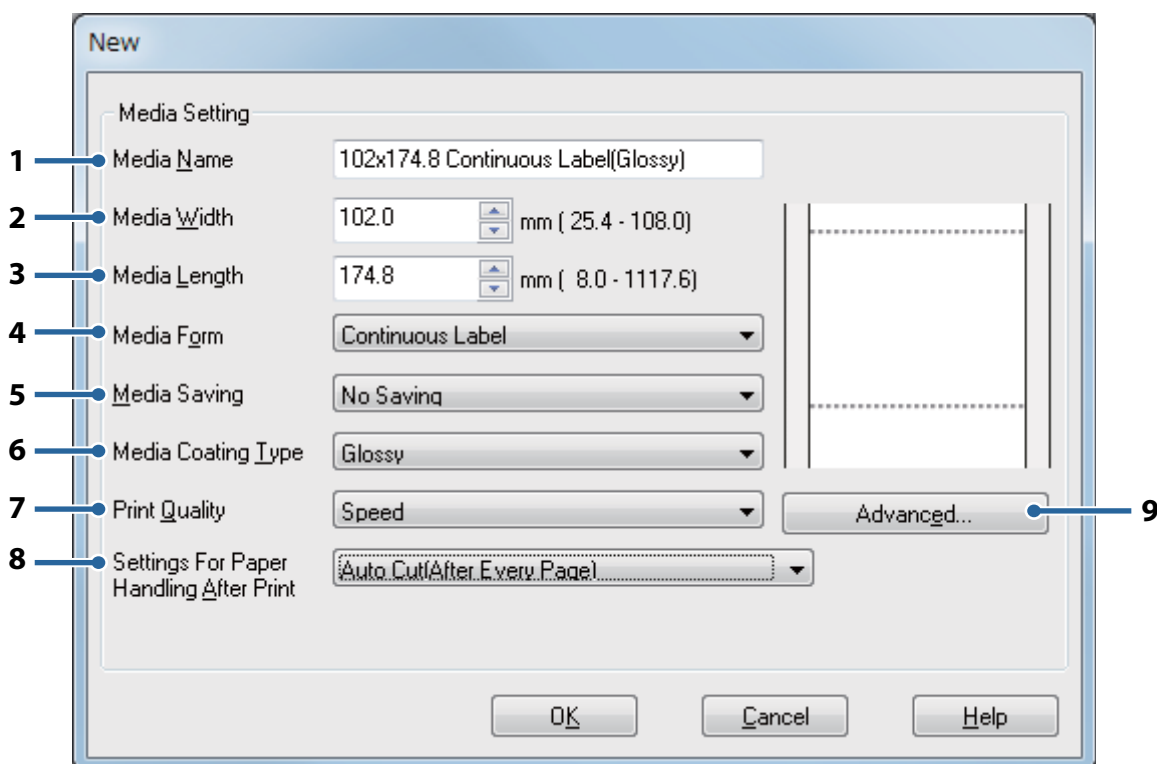 New
Media Setting
1 Media Name 102x174.8 Continuous Label(Glossy)
2 Media Width 102.0 mm ( 25.4 - 108.0)
3 Media Length 174.8 mm ( 8.0 - 1117.6)
4 Media Form Continuous Label
5 Media Saving No Saving
6 Media Coating Type Glossy
7 Print Quality Speed Advanced... 9
8 Settings For Paper
Handling After Print Auto Cut(After Every Page)
OK Cancel Help